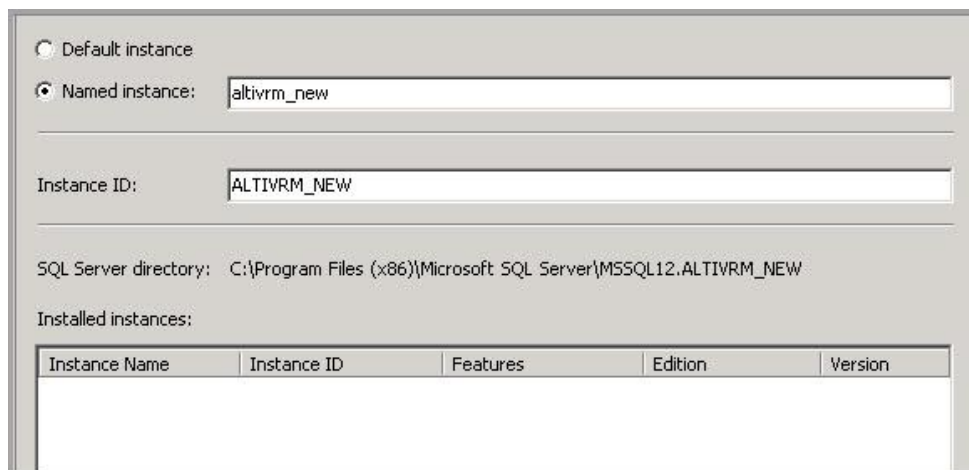 Default instance
Named instance: altivrm_new
Instance ID: ALTIVRM_NEW
SQL Server directory: C:\Program Files (x86)\Microsoft SQL Server\MSSQL12.ALTIVRM_NEW
Installed instances:
Instance Name Instance ID Features Edition Version